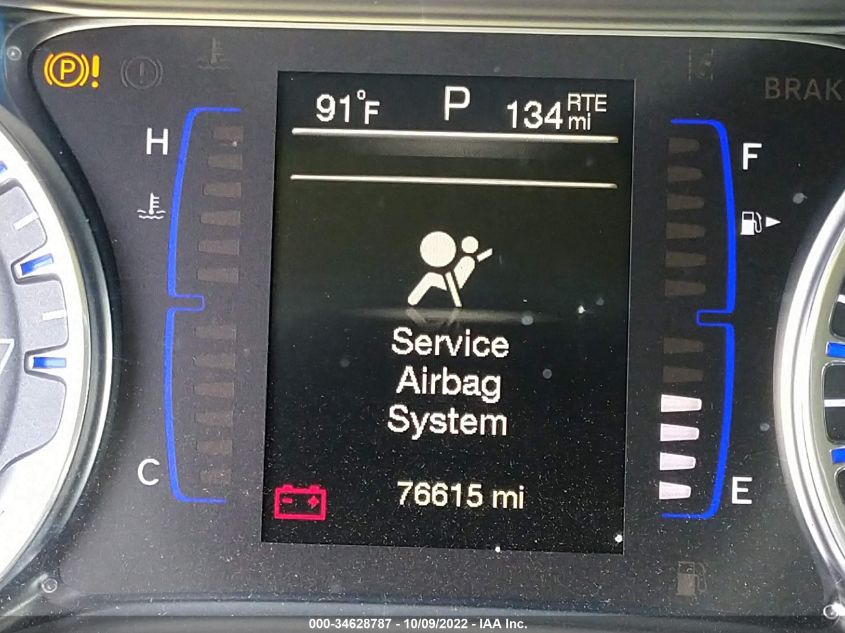 91°F P 134 RTE mi
BRAK
H
F
Service
Airbag
System
C
E
76615 mi
000-34628787 - 10/09/2022 - IAA Inc.